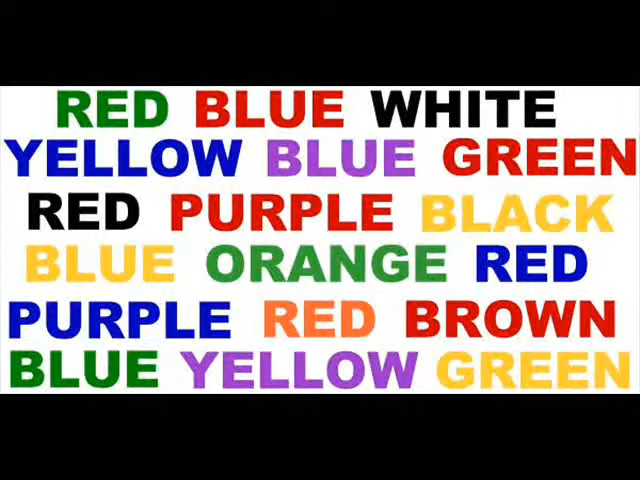 RED BLUE WHITE
YELLOW BLUE GREEN
RED PURPLE BLACK
BLUE ORANGE RED
PURPLE RED BROWN
BLUE YELLOW GREEN